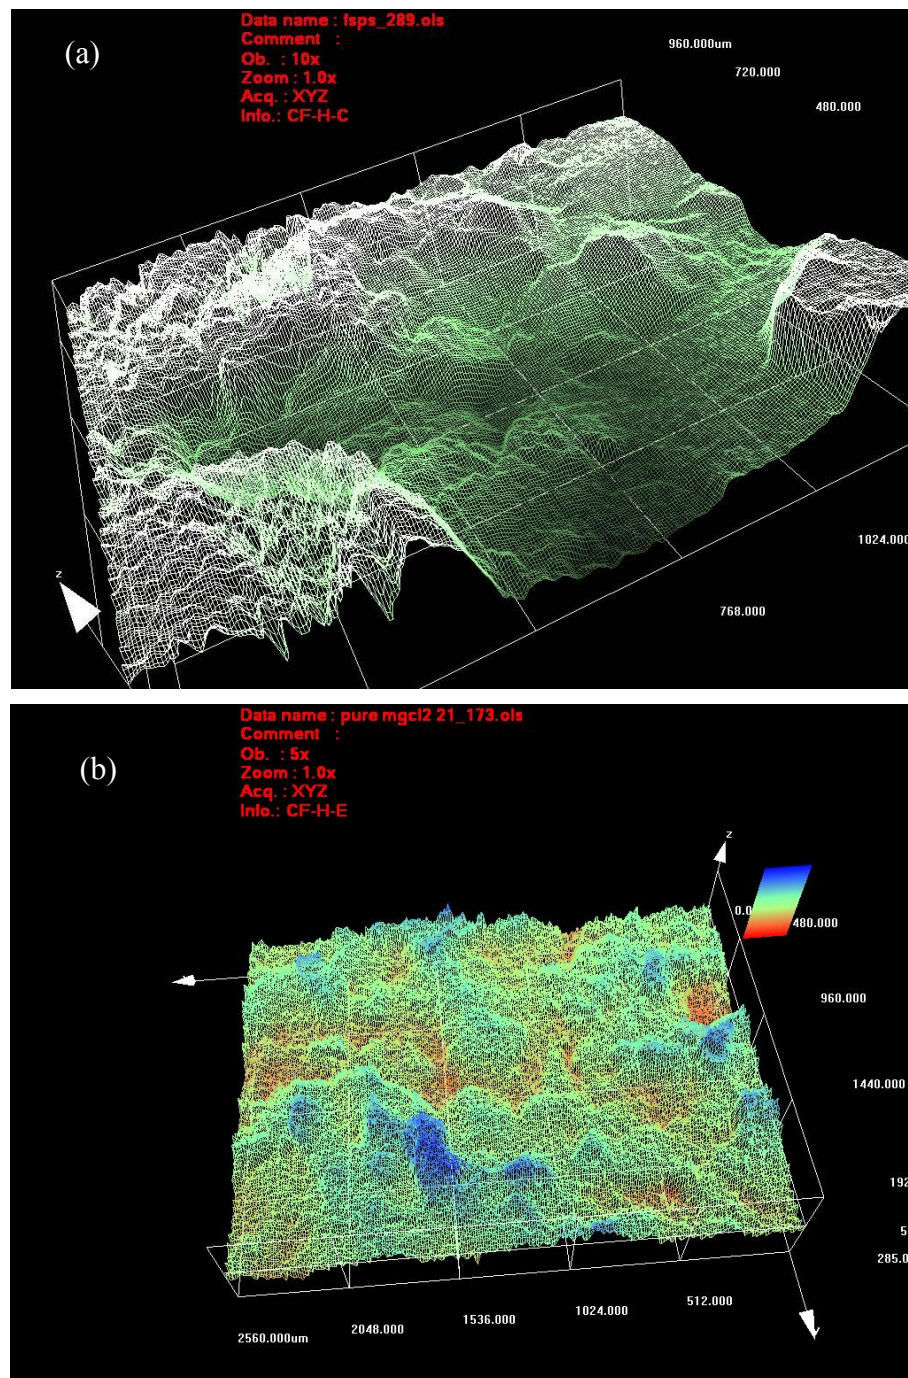 (a)
Data name : fsps_289.ols
Comment :
Ob. : 10x
Zoom : 1.0x
Acq. : XYZ
Info.: CF-H-C
960.000um
720.000
480.000
1024.000
768.000
z
(b)
Data name : pure mgcl2 21_173.ols
Comment :
Ob. : 5x
Zoom : 1.0x
Acq. : XYZ
Info.: CF-H-E
z
480.000
960.000
1440.000
512.000
1024.000
1536.000
2048.000
2560.000um